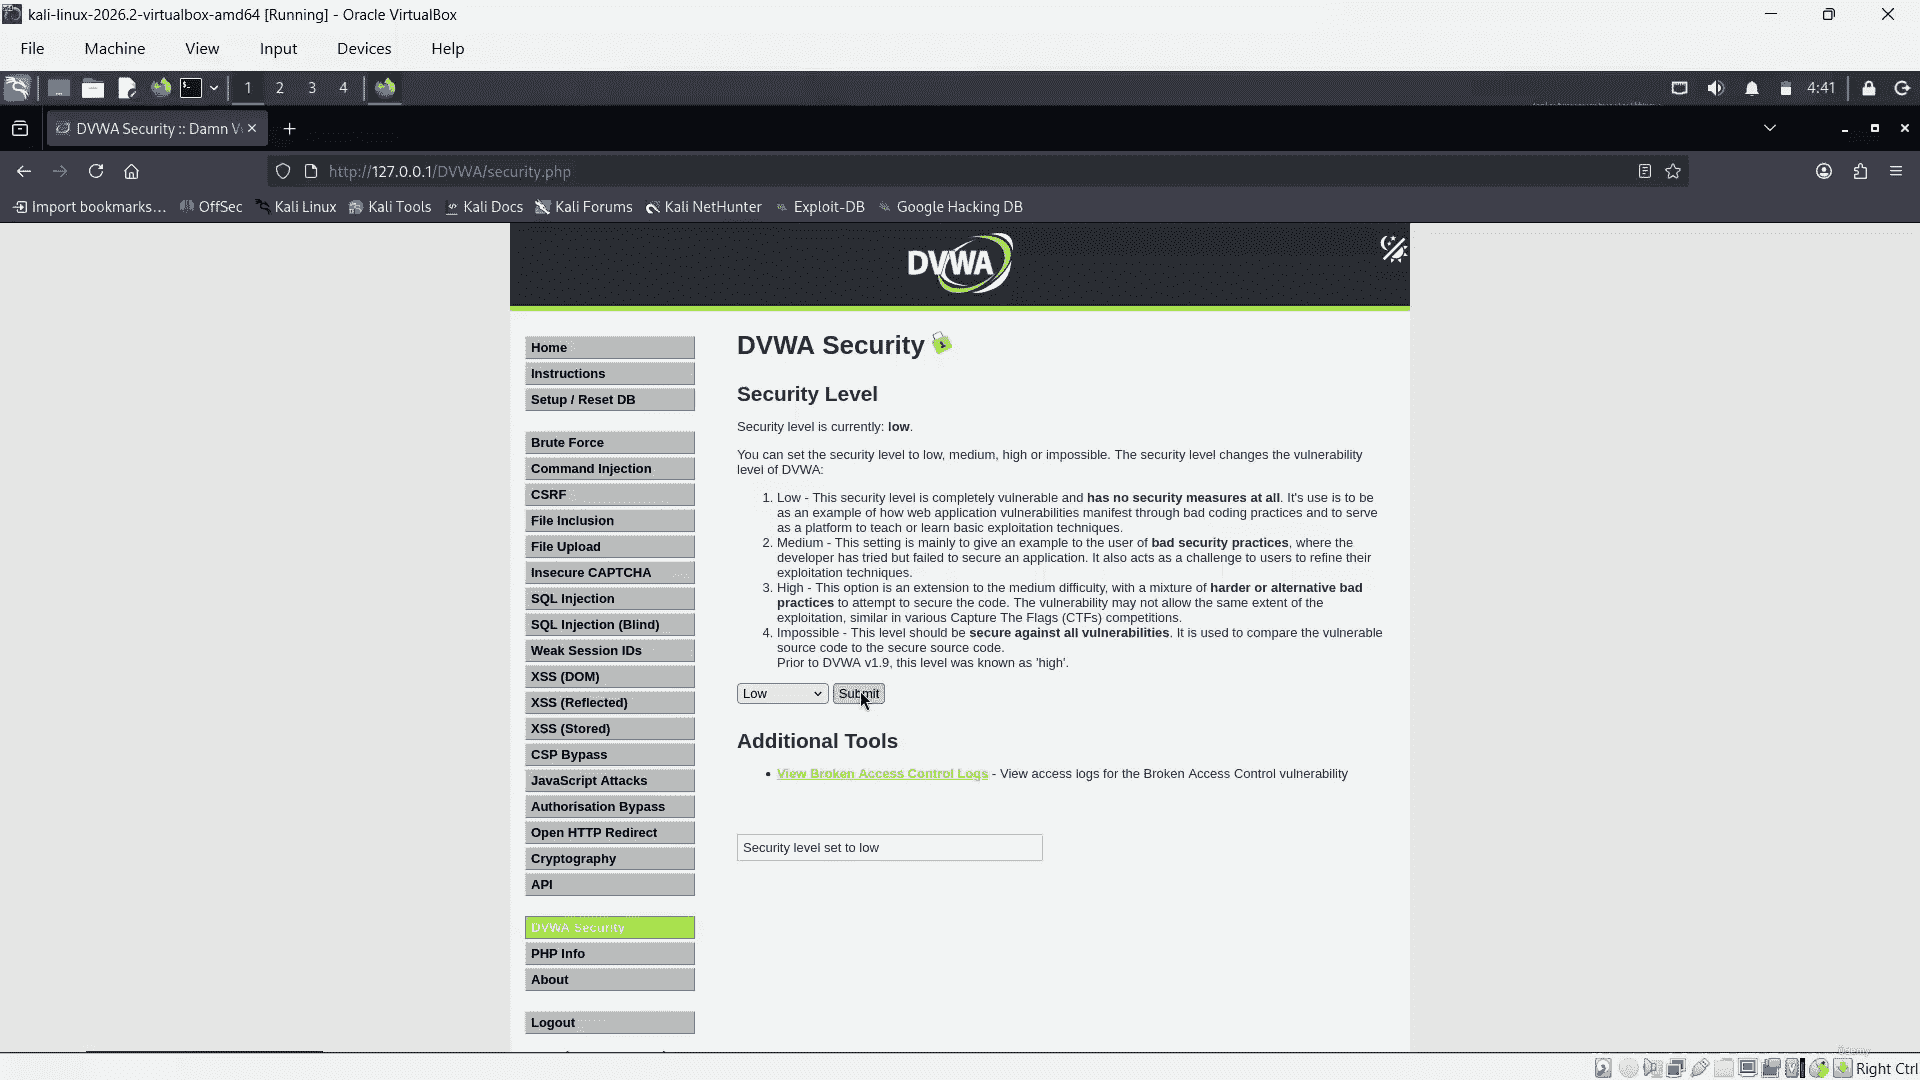 kali-linux-2026.2-virtualbox-amd64 [Running] - Oracle VirtualBox
File Machine View Input Devices Help
1 2 3 4 4:41
DVWA Security :: Damn V
http://127.0.0.1/DVWA/security.php
Import bookmarks... OffSec Kali Linux Kali Tools Kali Docs Kali Forums Kali NetHunter Exploit-DB Google Hacking DB
DVWA
Home
Instructions
Setup / Reset DB
Brute Force
Command Injection
CSRF
File Inclusion
File Upload
Insecure CAPTCHA
SQL Injection
SQL Injection (Blind)
Weak Session IDs
XSS (DOM)
XSS (Reflected)
XSS (Stored)
CSP Bypass
JavaScript Attacks
Authorisation Bypass
Open HTTP Redirect
Cryptography
API
DVWA Security
PHP Info
About
Logout
DVWA Security
Security Level
Security level is currently: low.
You can set the security level to low, medium, high or impossible. The security level changes the vulnerability
level of DVWA:
1. Low - This security level is completely vulnerable and has no security measures at all. It's use is to be
as an example of how web application vulnerabilities manifest through bad coding practices and to serve
as a platform to teach or learn basic exploitation techniques.
2. Medium - This setting is mainly to give an example to the user of bad security practices, where the
developer has tried but failed to secure an application. It also acts as a challenge to users to refine their
exploitation techniques.
3. High - This option is an extension to the medium difficulty, with a mixture of harder or alternative bad
practices to attempt to secure the code. The vulnerability may not allow the same extent of the
exploitation, similar in various Capture The Flags (CTFs) competitions.
4. Impossible - This level should be secure against all vulnerabilities. It is used to compare the vulnerable
source code to the secure source code.
Prior to DVWA v1.9, this level was known as 'high'.
Low Submit
Additional Tools
• View Broken Access Control Logs - View access logs for the Broken Access Control vulnerability
Security level set to low
Udemy
Right Ctrl